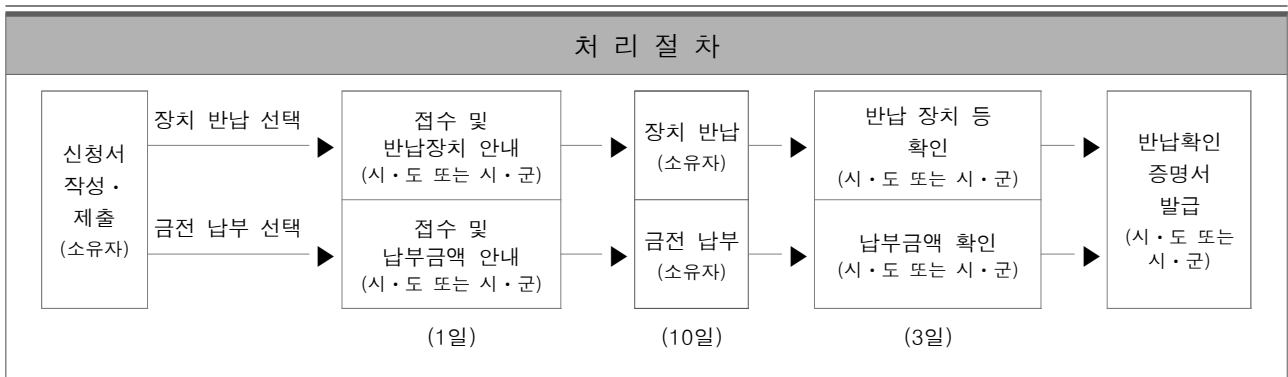 처 리 절 차
신청서
작성・
제출
(소유자)
장치 반납 선택
금전 납부 선택
접수 및
반납장치 안내
(시・도 또는 시・군)
접수 및
납부금액 안내
(시・도 또는 시・군)
(1일)
장치 반납
(소유자)
금전 납부
(소유자)
(10일)
반납 장치 등
확인
(시・도 또는 시・군)
납부금액 확인
(시・도 또는 시・군)
(3일)
반납확인
증명서
발급
(시・도 또는
시・군)